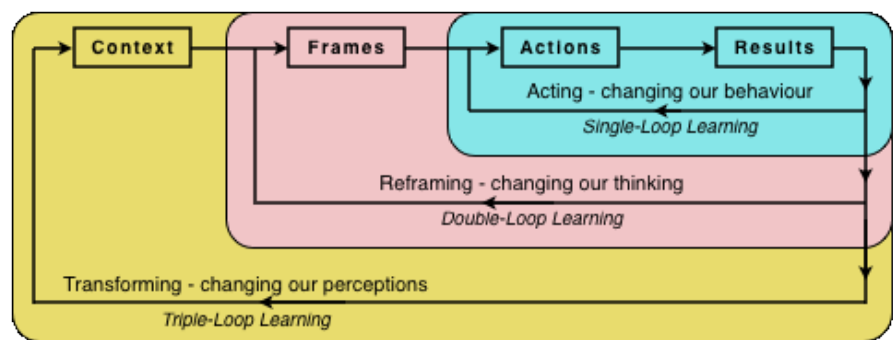 Context
Frames
Actions
Results
Acting - changing our behaviour
Single-Loop Learning
Reframing - changing our thinking
Double-Loop Learning
Transforming - changing our perceptions
Triple-Loop Learning